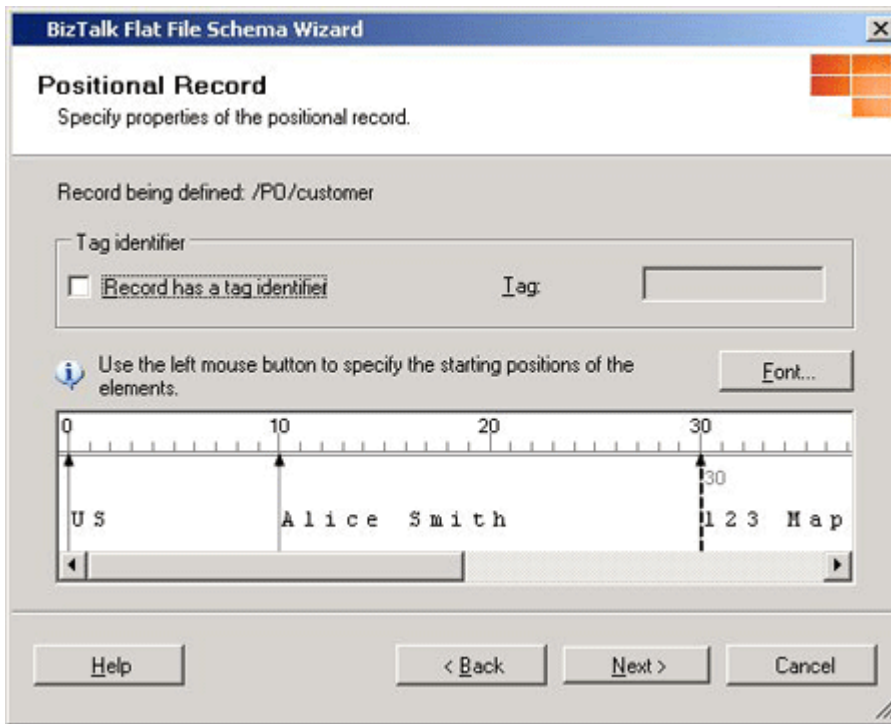 BizTalk Flat File Schema Wizard
Positional Record
Specify properties of the positional record.
Record being defined: /PO/customer
Tag identifier
Record has a tag identifier
Tag:
Use the left mouse button to specify the starting positions of the
elements.
Font...
0 10 20 30
30
US Alice Smith 123 Map
Help
< Back
Next >
Cancel